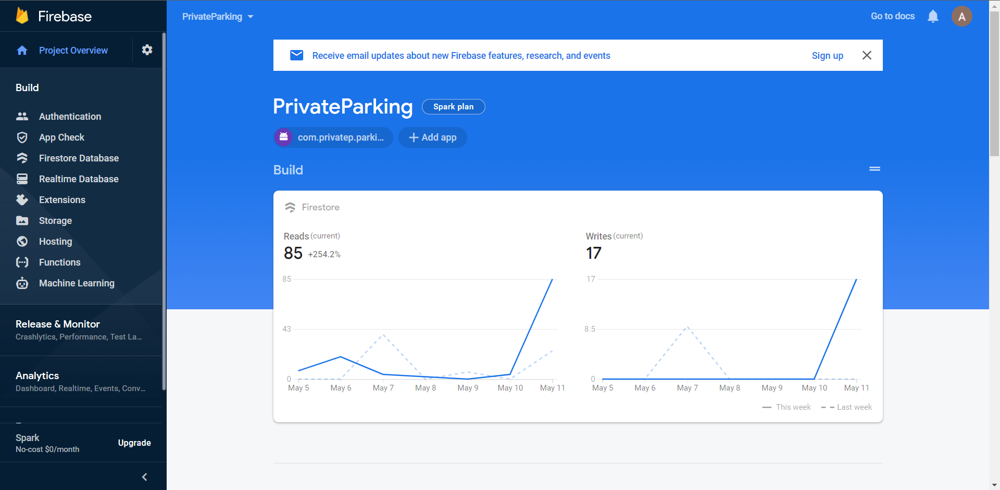 Firebase
Project Overview
Build
Authentication
App Check
Firestore Database
Realtime Database
Extensions
Storage
Hosting
Functions
Machine Learning
Release & Monitor
Crashlytics, Performance, Test La...
Analytics
Dashboard, Realtime, Events, Conv...
Spark
No-cost $0/month
Upgrade
PrivateParking
Go to docs
A
Receive email updates about new Firebase features, research, and events
Sign up
PrivateParking
Spark plan
com.privatep.parki...
Add app
Build
Firestore
Reads (current)
85 +254.2%
85
43
0
May 5 May 6 May 7 May 8 May 9 May 10 May 11
Writes (current)
17
17
8.5
0
May 5 May 6 May 7 May 8 May 9 May 10 May 11
This week Last week